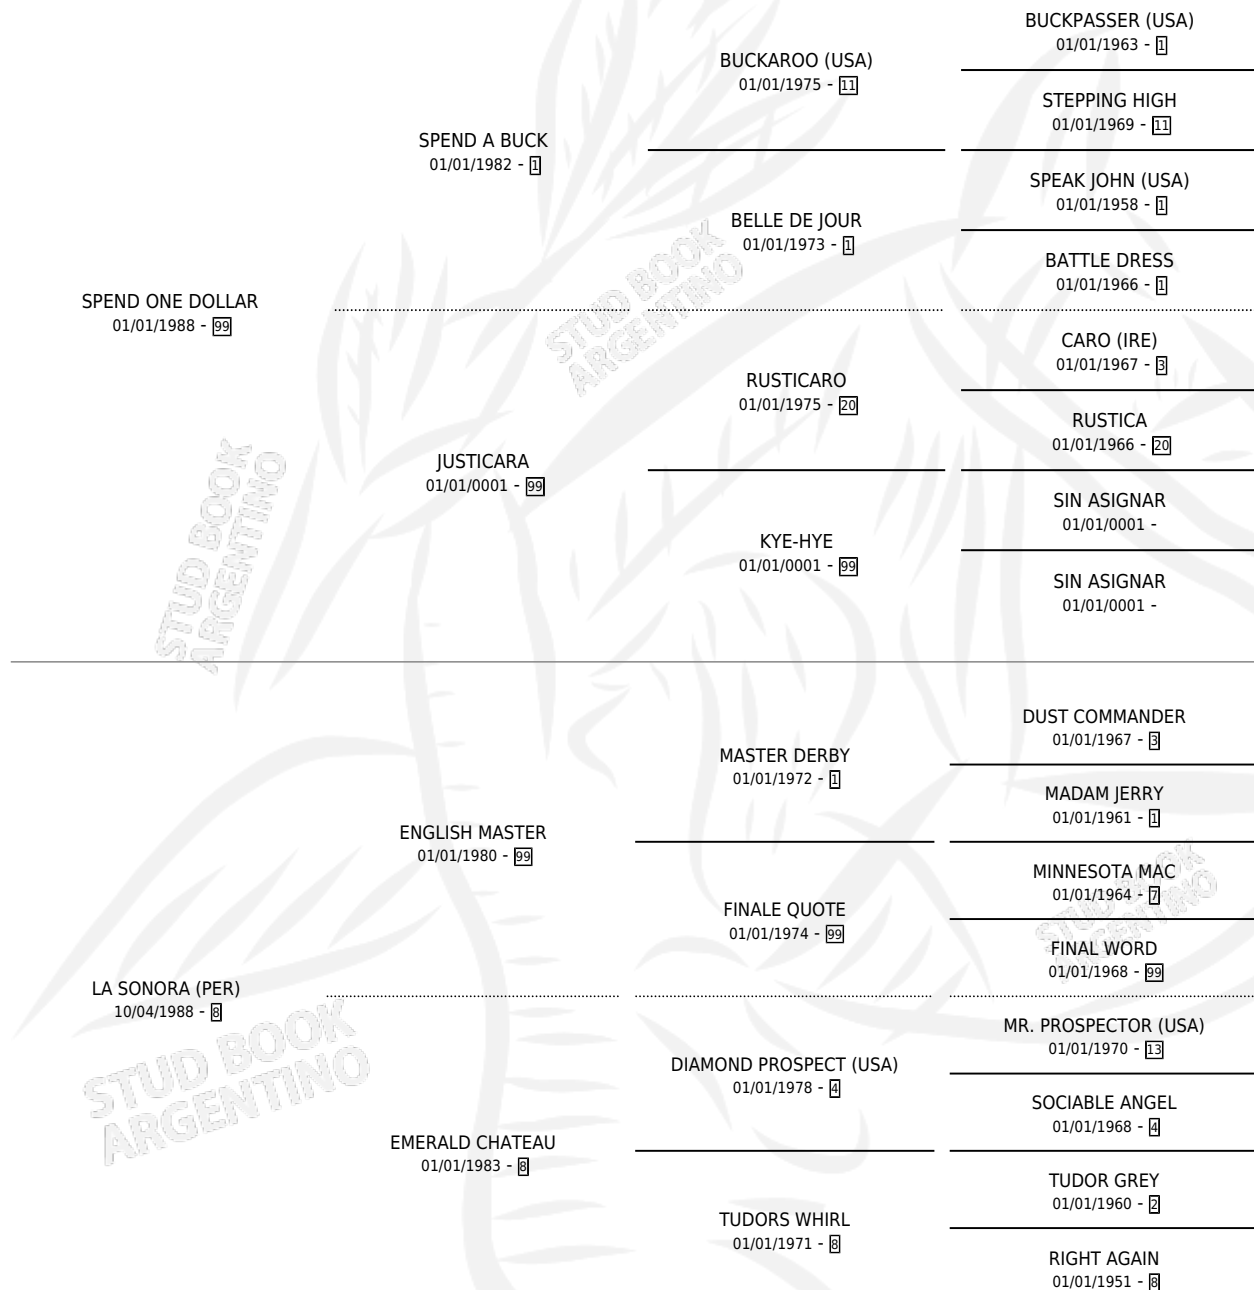 BUCKPASSER (USA)
01/01/1963 - 1
BUCKAROO (USA)
01/01/1975 - 11
STEPPING HIGH
01/01/1969 - 11
SPEND A BUCK
01/01/1982 - 1
SPEAK JOHN (USA)
01/01/1958 - 1
BELLE DE JOUR
01/01/1973 - 1
BATTLE DRESS
01/01/1966 - 1
SPEND ONE DOLLAR
01/01/1988 - 99
STUD BOOK
ARGENTINO
CARO (IRE)
01/01/1967 - 3
RUSTICARO
01/01/1975 - 20
RUSTICA
01/01/1966 - 20
JUSTICARA
01/01/0001 - 99
SIN ASIGNAR
01/01/0001 -
KYE-HYE
01/01/0001 - 99
SIN ASIGNAR
01/01/0001 -
STUD BOOK
ARGENTINO
DUST COMMANDER
01/01/1967 - 3
MASTER DERBY
01/01/1972 - 1
MADAM JERRY
01/01/1961 - 1
ENGLISH MASTER
01/01/1980 - 99
MINNESOTA MAC
01/01/1964 - 7
FINALE QUOTE
01/01/1974 - 99
STUD BOOK
ARGENTINO
FINAL WORD
01/01/1968 - 99
LA SONORA (PER)
10/04/1988 - 8
STUD BOOK
ARGENTINO
MR. PROSPECTOR (USA)
01/01/1970 - 13
DIAMOND PROSPECT (USA)
01/01/1978 - 4
SOCIABLE ANGEL
01/01/1968 - 4
EMERALD CHATEAU
01/01/1983 - 8
TUDOR GREY
01/01/1960 - 2
TUDORS WHIRL
01/01/1971 - 8
RIGHT AGAIN
01/01/1951 - 8